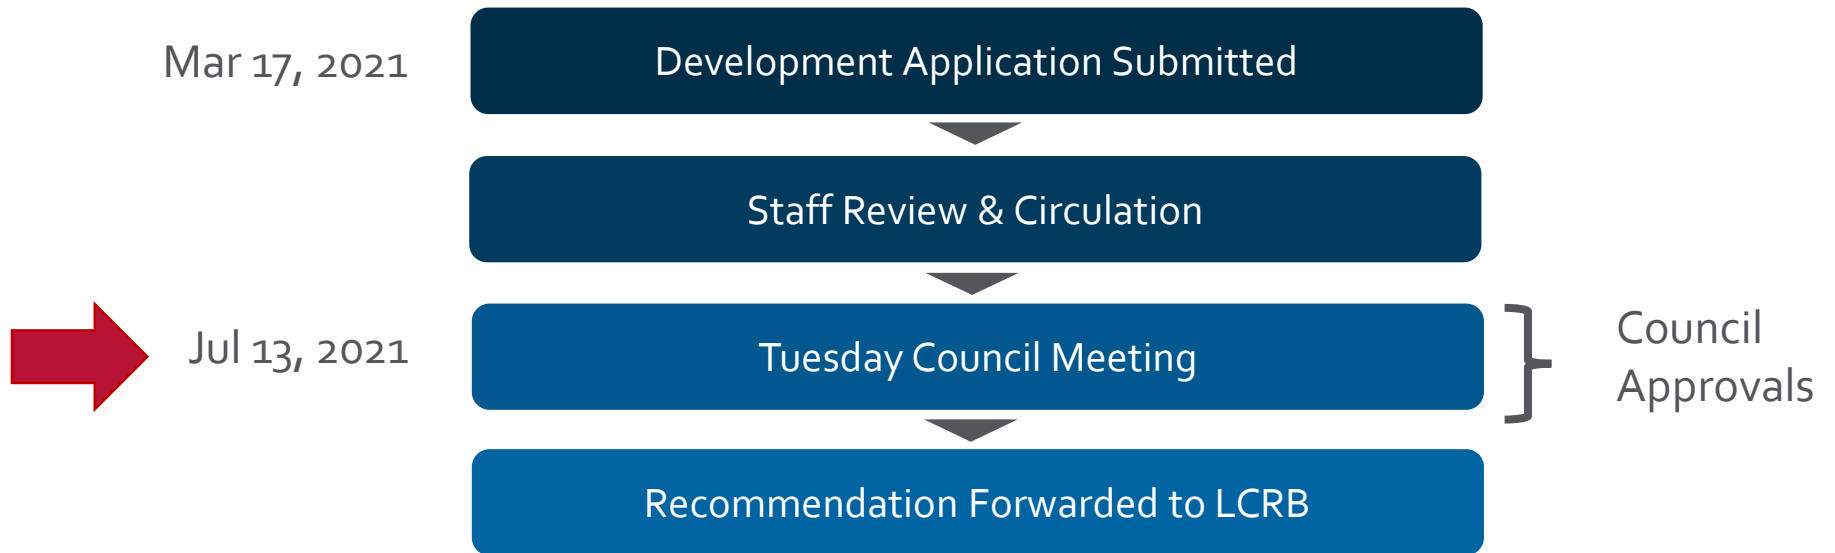 Mar 17, 2021
Development Application Submitted
Staff Review & Circulation
Jul 13, 2021
Tuesday Council Meeting
Council
Approvals
Recommendation Forwarded to LCRB